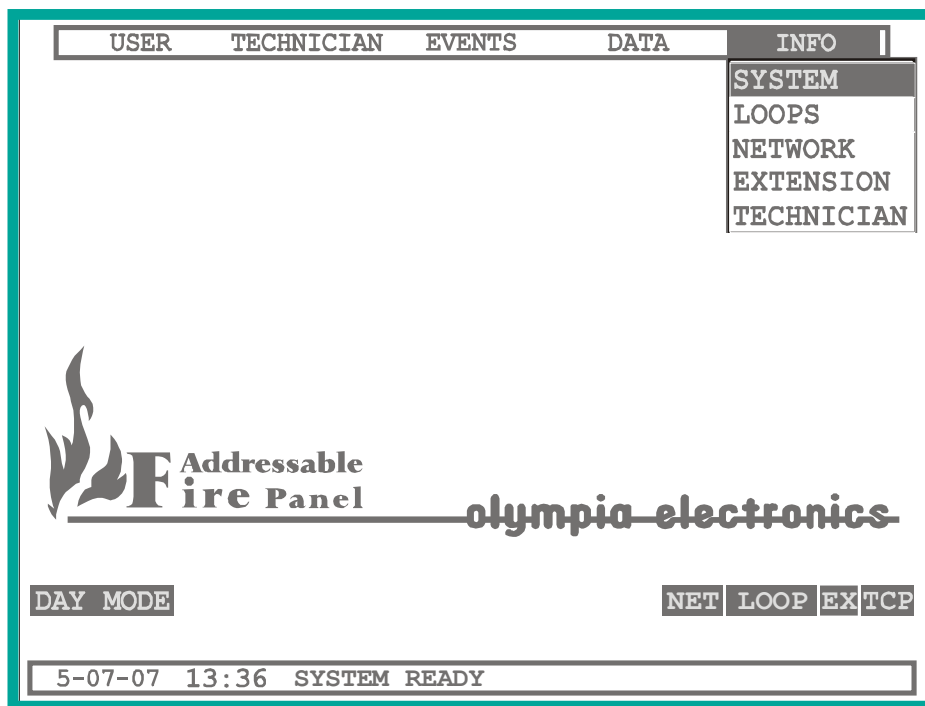 USER TECHNICIAN EVENTS DATA INFO
SYSTEM
LOOPS
NETWORK
EXTENSION
TECHNICIAN
Addressable
Fire Panel
olympia electronics
DAY MODE NET LOOP EX TCP
5-07-07 13:36 SYSTEM READY